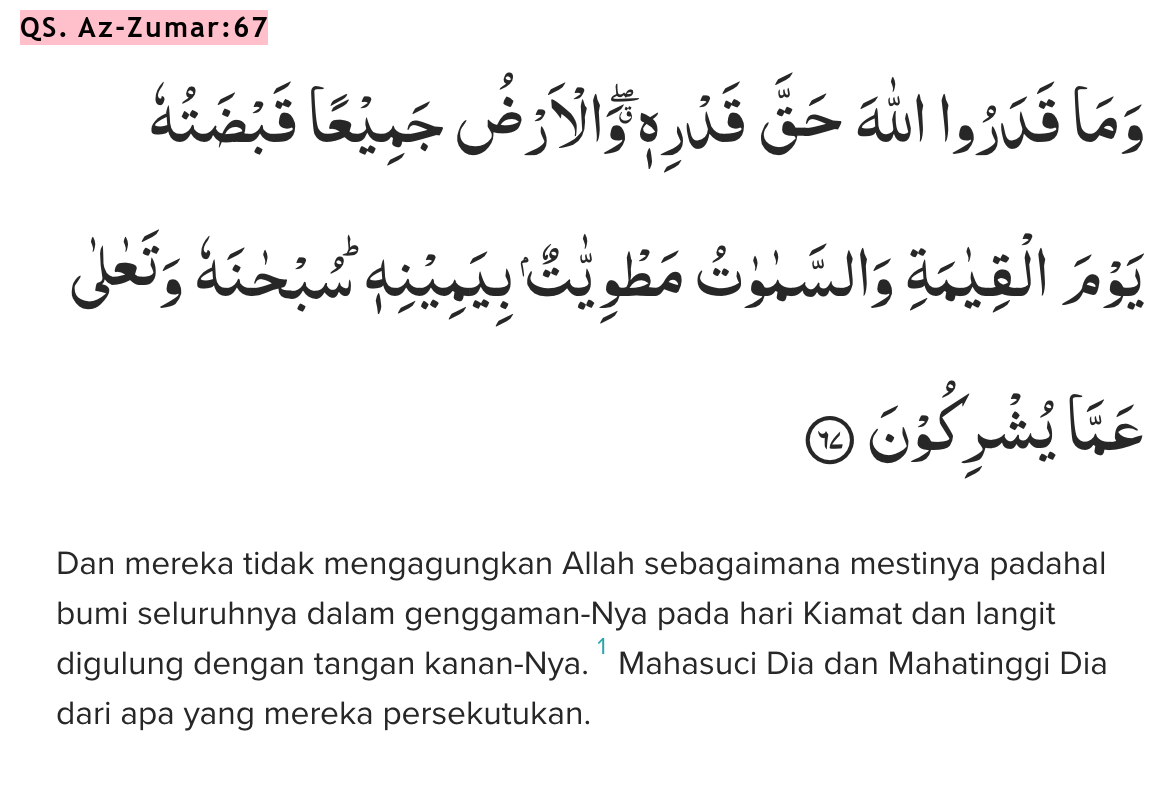 QS. Az-Zumar:67
وَمَا قَدَرُوا اللّٰهَ حَقَّ قَدْرِهٖۖ وَالْاَرْضُ جَمِيْعًا قَبْضَتُهٗ
يَوْمَ الْقِيٰمَةِ وَالسَّمٰوٰتُ مَطْوِيّٰتٌۢ بِيَمِيْنِهٖ ۗسُبْحٰنَهٗ وَتَعٰلٰى
عَمَّا يُشْرِكُوْنَ ٦٧
Dan mereka tidak mengagungkan Allah sebagaimana mestinya padahal
bumi seluruhnya dalam genggaman-Nya pada hari Kiamat dan langit
digulung dengan tangan kanan-Nya. 1 Mahasuci Dia dan Mahatinggi Dia
dari apa yang mereka persekutukan.